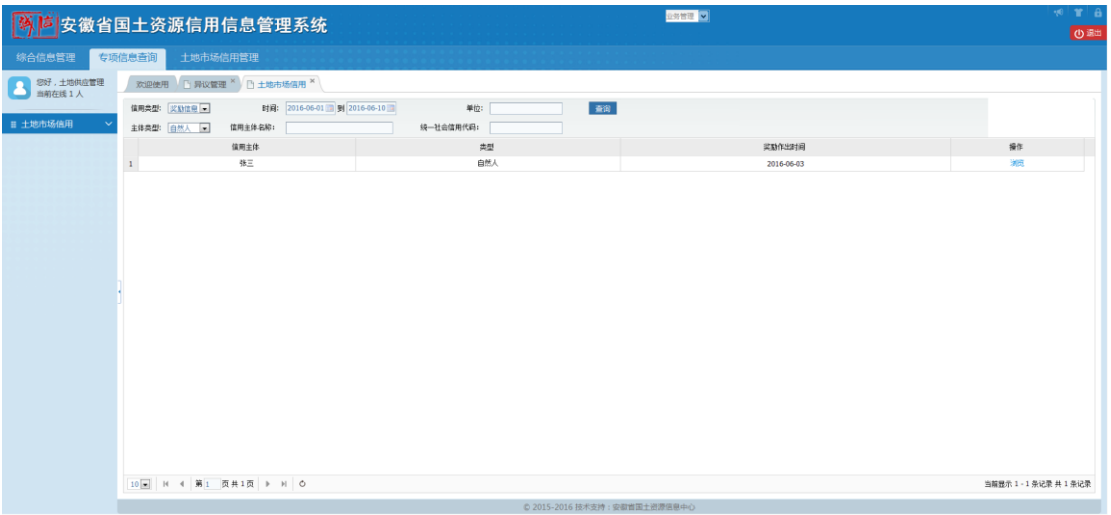 诚信 安徽省国土资源信用信息管理系统 业务管理
退出
综合信息管理 专项信息查询 土地市场信用管理
您好，土地供应管理
当前在线 1 人
欢迎使用 异议管理 × 土地市场信用 ×
土地市场信用
信用类型: 奖励信息 时间: 2016-06-01 到 2016-06-10 单位: 查询
主体类型: 自然人 信用主体名称: 统一社会信用代码:
信用主体 类型 奖励作出时间 操作
1 张三 自然人 2016-06-03 浏览
10 第 1 页 共 1 页 当前显示 1 - 1 条记录 共 1 条记录
© 2015-2016 技术支持：安徽省国土资源信息中心